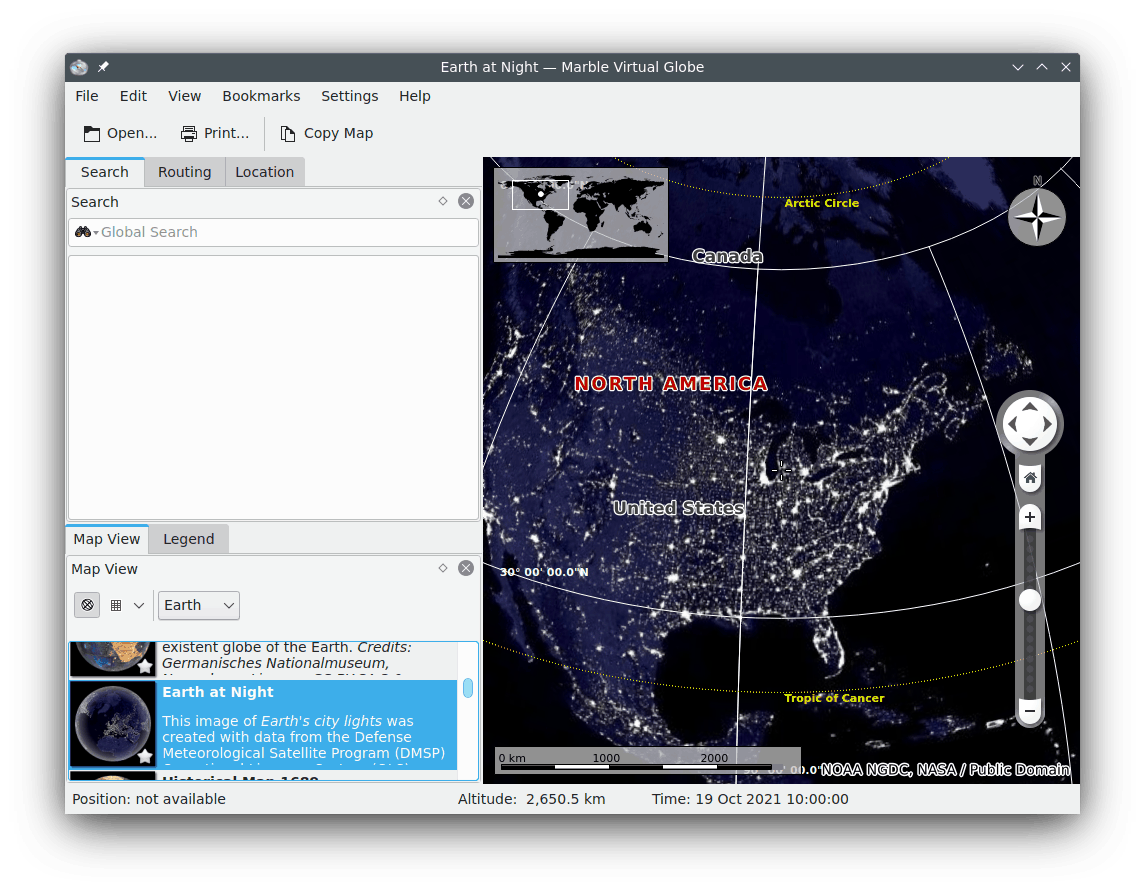 Earth at Night — Marble Virtual Globe
File Edit View Bookmarks Settings Help
Open... Print... Copy Map
Search Routing Location
Search
Global Search
Map View Legend
Map View
Earth
existent globe of the Earth. Credits:
Germanisches Nationalmuseum,
Earth at Night
This image of Earth's city lights was
created with data from the Defense
Meteorological Satellite Program (DMSP)
Historical Map 1689
N
Arctic Circle
Canada
NORTH AMERICA
United States
30° 00' 00.0"N
Tropic of Cancer
0 km 1000 2000
NOAA NGDC, NASA / Public Domain
Position: not available Altitude: 2,650.5 km Time: 19 Oct 2021 10:00:00